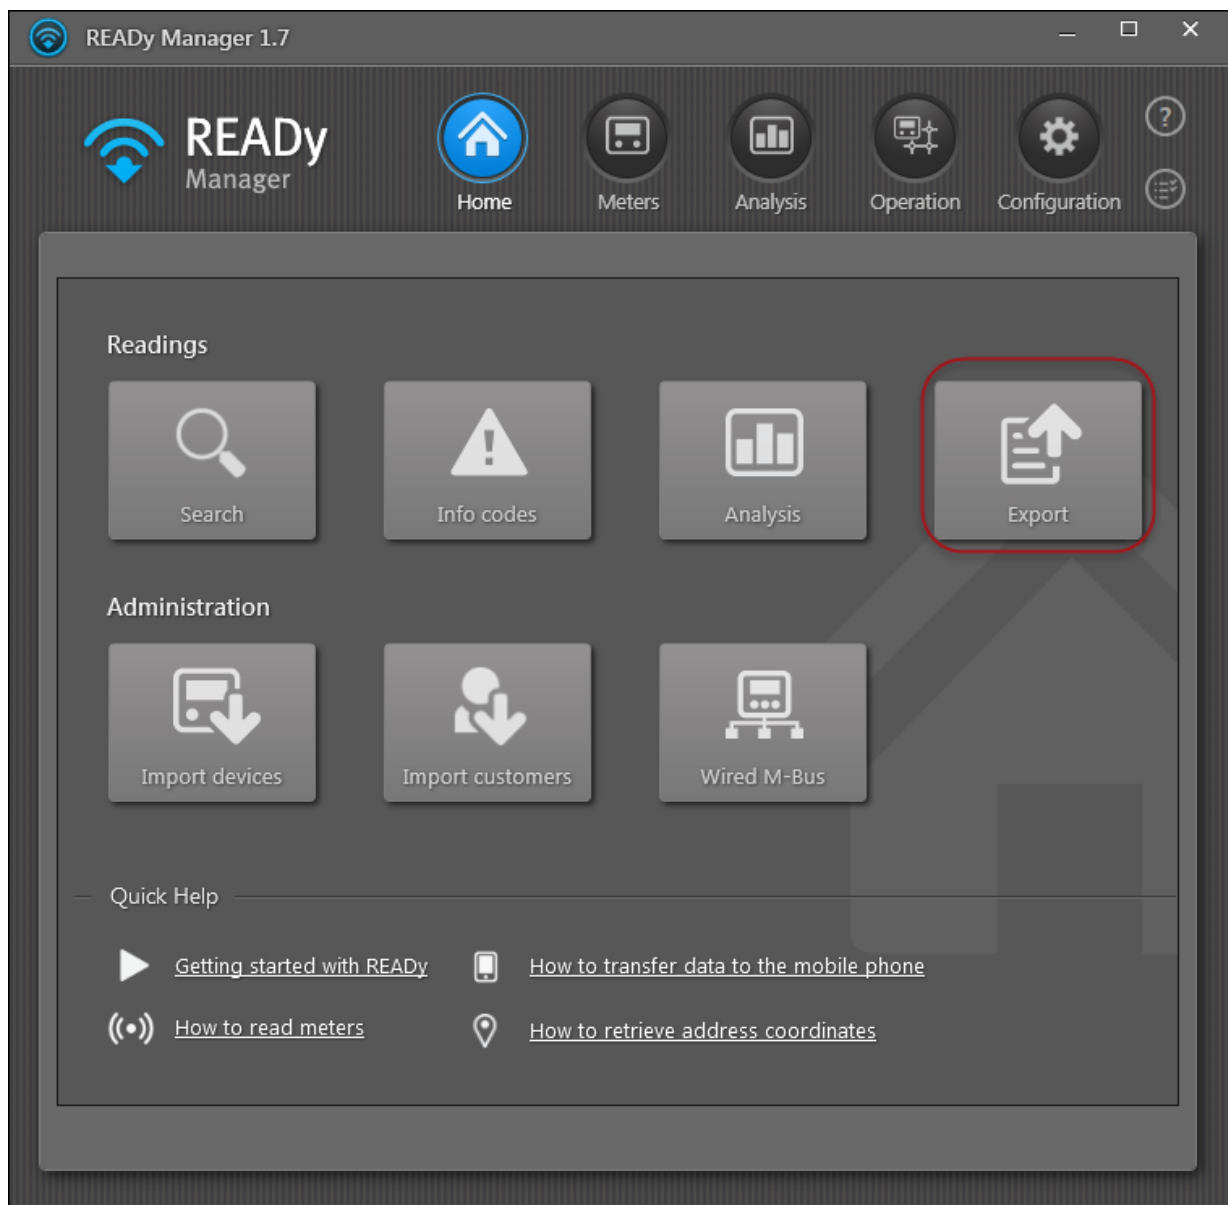 READy Manager 1.7
READy
Manager
Home
Meters
Analysis
Operation
Configuration
?
Readings
Search
Info codes
Analysis
Export
Administration
Import devices
Import customers
Wired M-Bus
Quick Help
Getting started with READy
How to transfer data to the mobile phone
How to read meters
How to retrieve address coordinates